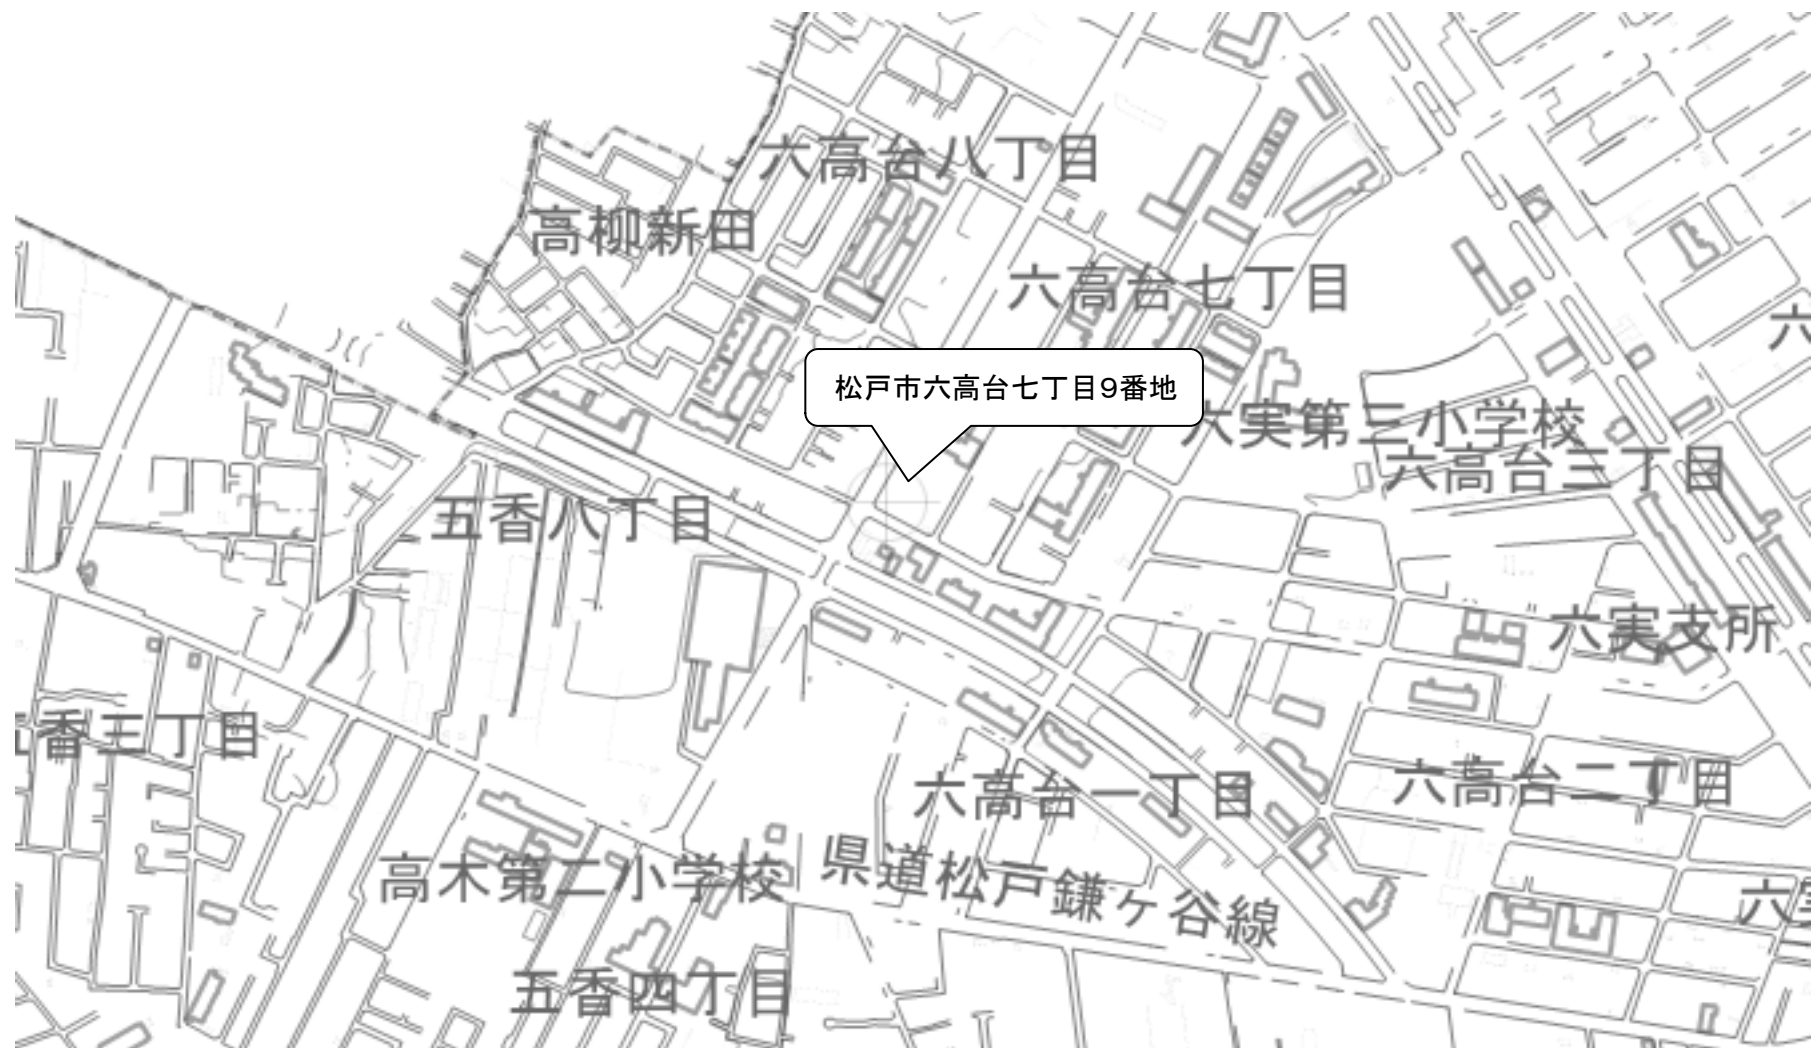 六高台八丁目
高柳新田
六高台七丁目
六
松戸市六高台七丁目9番地
六実第三小学校
六高台三丁目
五香八丁目
六実支所
香三丁目
六高台一丁目
六高台二丁目
高木第二小学校
県道松戸鎌ヶ谷線
六実
五香四丁目